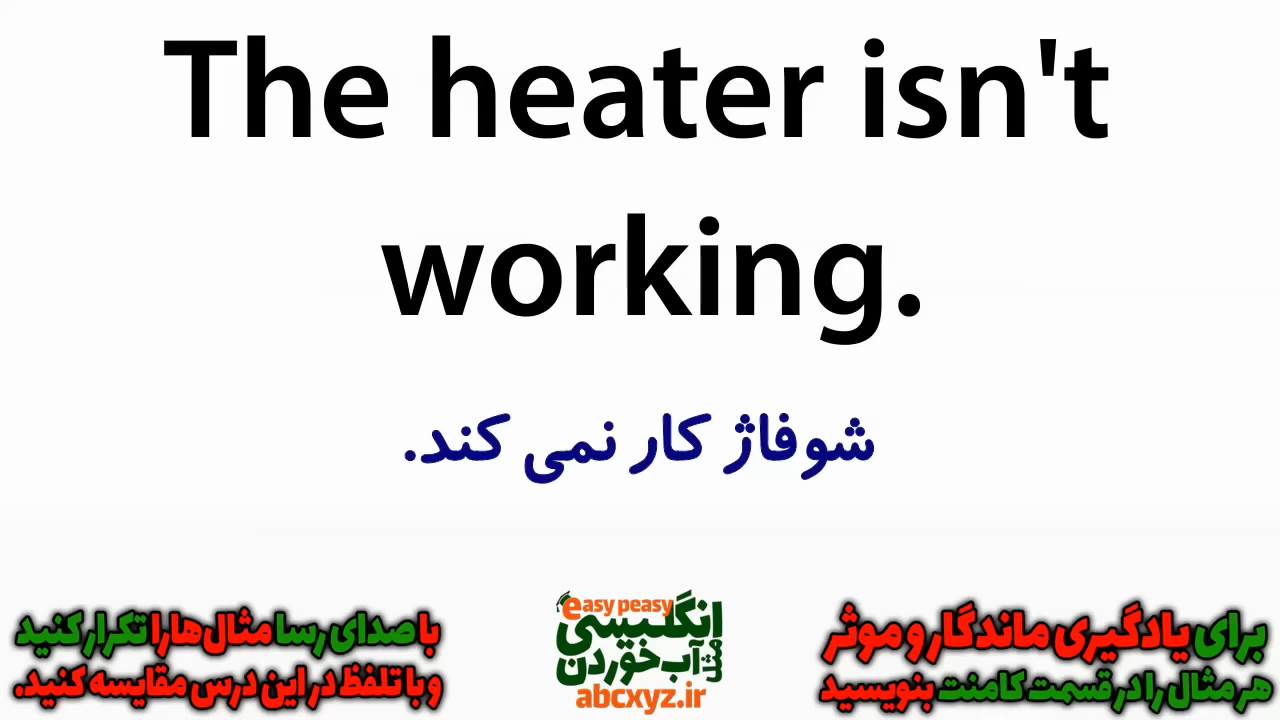 The heater isn't
working.
شوفاژ کار نمی کند.
برای یادگیری ماندگار و موثر
هر مثال را در قسمت کامنت بنویسید
easy peasy
انگلیسی
مثل آب خوردن
abcxyz.ir
با صدای رسا مثال‌ها را تکرار کنید
و با تلفظ در این درس مقایسه کنید.